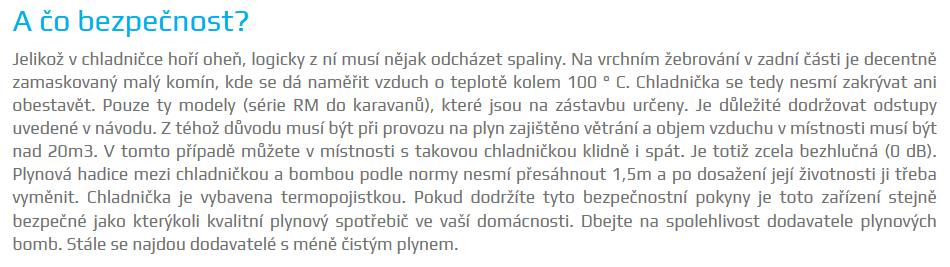 A čo bezpečnost?
Jelikož v chladničce hoří oheň, logicky z ní musí nějak odcházet spaliny. Na vrchním žebrování v zadní části je decentně
zamaskovaný malý komín, kde se dá naměřit vzduch o teplotě kolem 100 ° C. Chladnička se tedy nesmí zakrývat ani
obestavět. Pouze ty modely (série RM do karavanů), které jsou na zástavbu určeny. Je důležité dodržovat odstupy
uvedené v návodu. Z téhož důvodu musí být při provozu na plyn zajištěno větrání a objem vzduchu v místnosti musí být
nad 20m3. V tomto případě můžete v místnosti s takovou chladničkou klidně i spát. Je totiž zcela bezhlučná (0 dB).
Plynová hadice mezi chladničkou a bombou podle normy nesmí přesáhnout 1,5m a po dosažení její životnosti ji třeba
vyměnit. Chladnička je vybavena termopojistkou. Pokud dodržíte tyto bezpečnostní pokyny je toto zařízení stejně
bezpečné jako kterýkoli kvalitní plynový spotřebič ve vaší domácnosti. Dbejte na spolehlivost dodavatele plynových
bomb. Stále se najdou dodavatelé s méně čistým plynem.